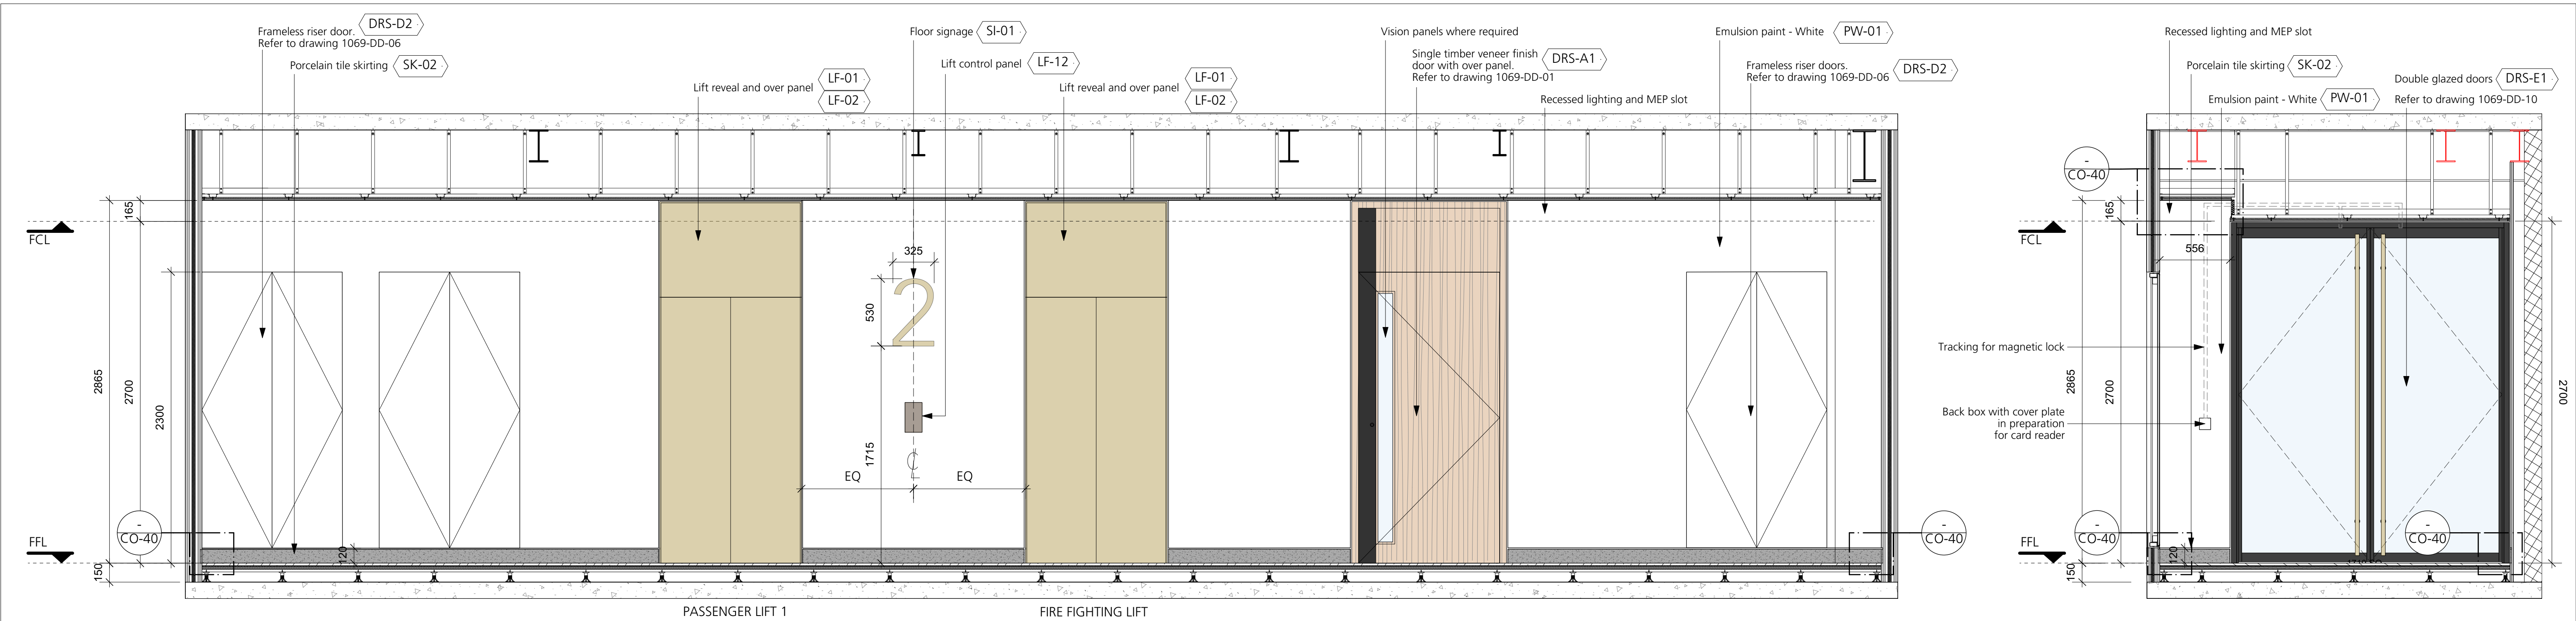 Frameless riser door.
Refer to drawing 1069-DD-06
DRS-D2
Porcelain tile skirting
SK-02
Lift reveal and over panel
LF-01
LF-02
Floor signage
SI-01
Lift control panel
LF-12
Lift reveal and over panel
LF-01
LF-02
Vision panels where required
Single timber veneer finish
door with over panel.
Refer to drawing 1069-DD-01
DRS-A1
Recessed lighting and MEP slot
Emulsion paint - White
PW-01
Frameless riser doors.
Refer to drawing 1069-DD-06
DRS-D2
FCL
FFL
165
2865
2700
2300
150
120
-
CO-40
325
2
530
1715
EQ
EQ
-
CO-40
PASSENGER LIFT 1
FIRE FIGHTING LIFT
Recessed lighting and MEP slot
Porcelain tile skirting
SK-02
Emulsion paint - White
PW-01
Double glazed doors
DRS-E1
Refer to drawing 1069-DD-10
-
CO-40
FCL
165
556
Tracking for magnetic lock
2865
2700
2700
Back box with cover plate
in preparation
for card reader
FFL
-
CO-40
120
150
-
CO-40